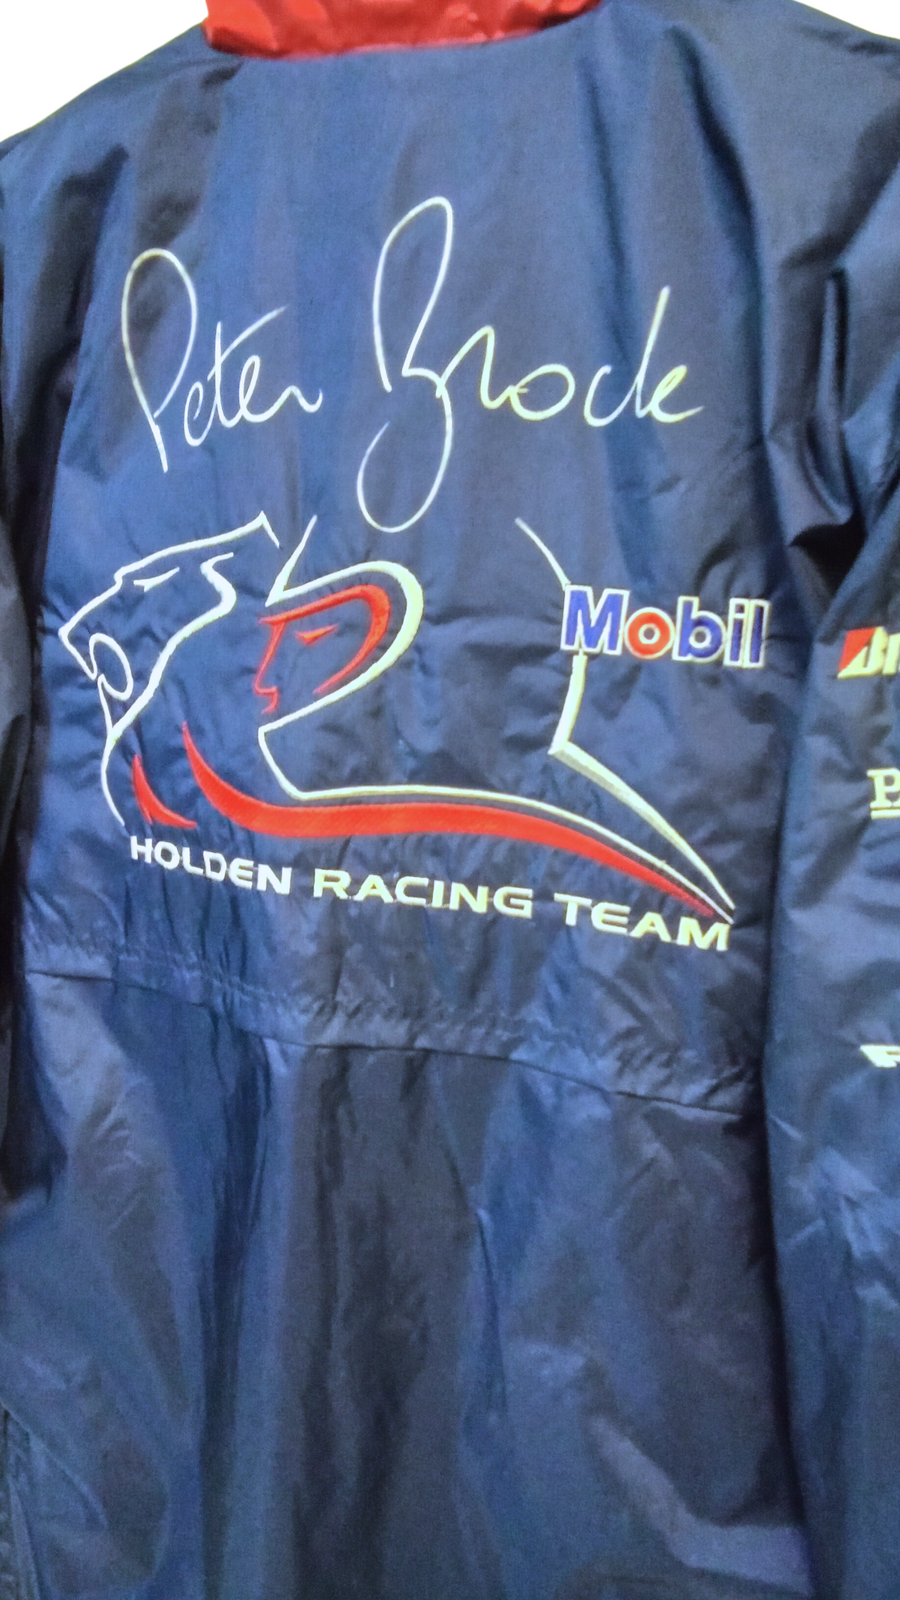 Peter Brock
Mobil
HOLDEN RACING TEAM